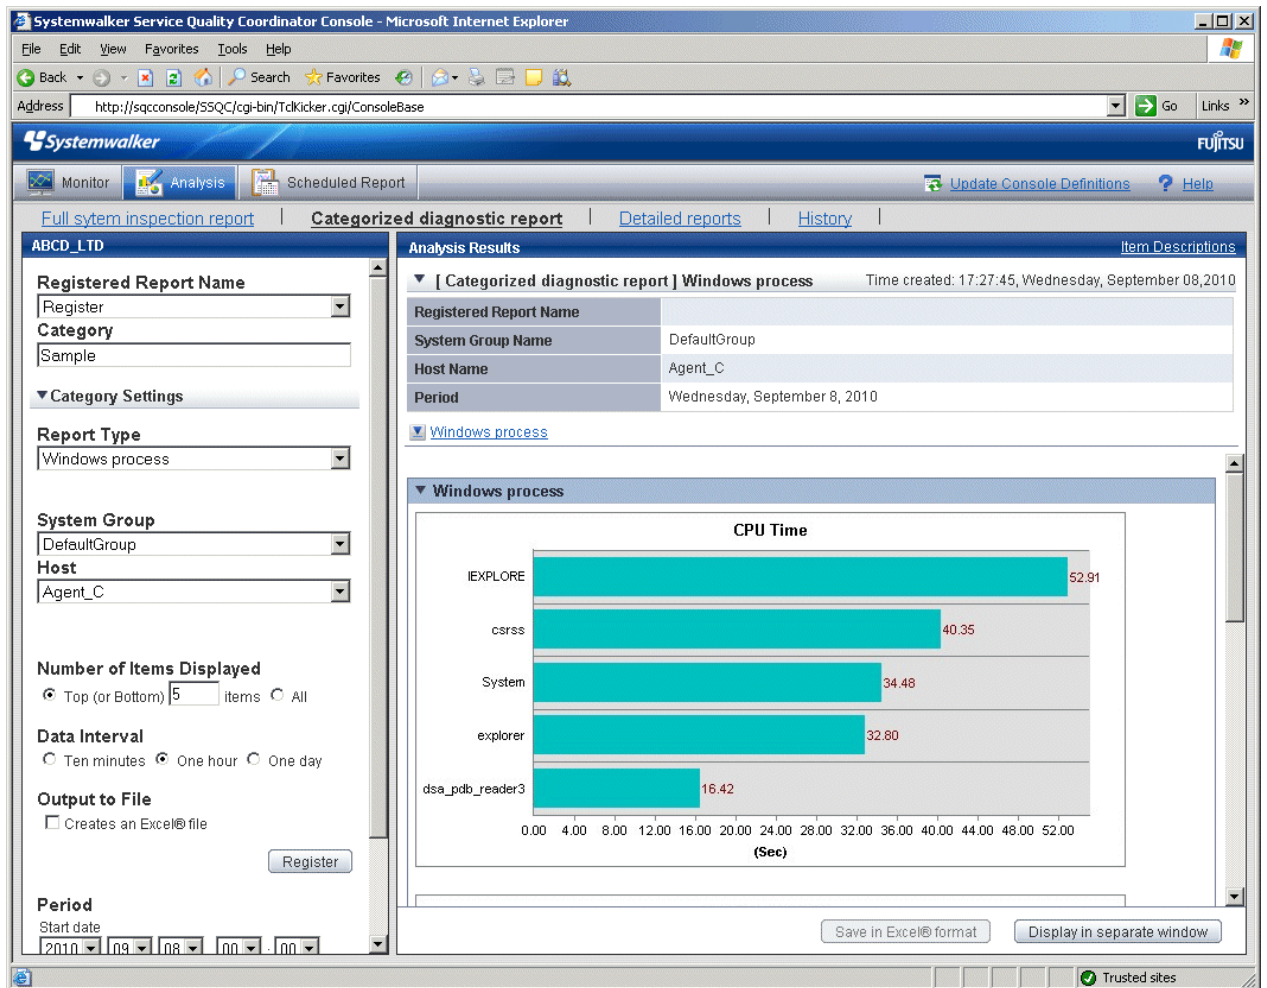 Systemwalker Service Quality Coordinator Console - Microsoft Internet Explorer
File Edit View Favorites Tools Help
Back Search Favorites
Address http://sqcconsole/SSQC/cgi-bin/TclKicker.cgi/ConsoleBase Go Links »
Systemwalker FUJITSU
Monitor Analysis Scheduled Report Update Console Definitions ? Help
Full sytem inspection report | Categorized diagnostic report | Detailed reports | History |
ABCD_LTD
Registered Report Name
Register
Category
Sample
Category Settings
Report Type
Windows process
System Group
DefaultGroup
Host
Agent_C
Number of Items Displayed
Top (or Bottom) 5 items All
Data Interval
Ten minutes One hour One day
Output to File
Creates an Excel® file
Register
Period
Start date
2010 09 08 00 : 00
Analysis Results Item Descriptions
[ Categorized diagnostic report ] Windows process Time created: 17:27:45, Wednesday, September 08,2010
Registered Report Name
System Group Name DefaultGroup
Host Name Agent_C
Period Wednesday, September 8, 2010
Windows process
Windows process
CPU Time
IEXPLORE 52.91
csrss 40.35
System 34.48
explorer 32.80
dsa_pdb_reader3 16.42
0.00 4.00 8.00 12.00 16.00 20.00 24.00 28.00 32.00 36.00 40.00 44.00 48.00 52.00
(Sec)
Save in Excel® format Display in separate window
Trusted sites